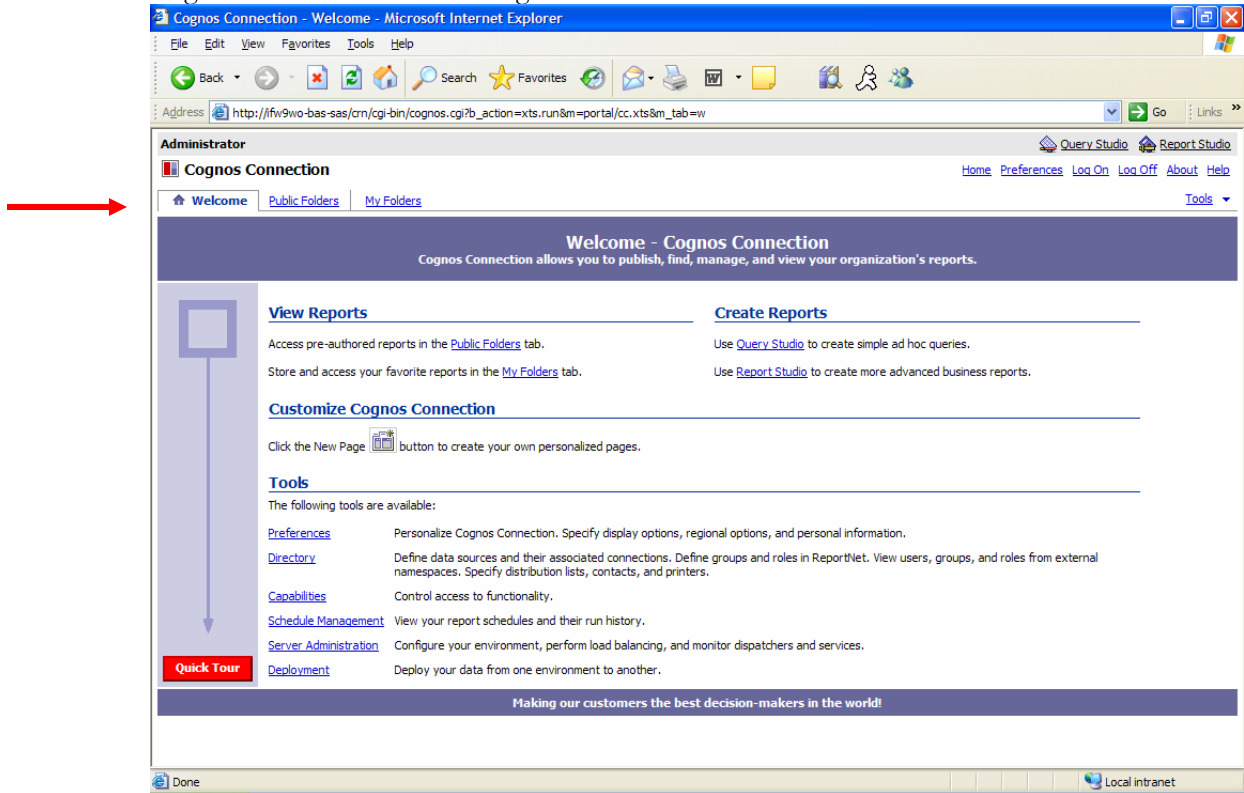 Cognos Connection - Welcome - Microsoft Internet Explorer
File Edit View Favorites Tools Help
Back Search Favorites
Address http://ifw9wo-bas-sas/crn/cgi-bin/cognos.cgi?b_action=xts.run&m=portal/cc.xts&m_tab=w Go Links »
Administrator Query Studio Report Studio
Cognos Connection Home Preferences Log On Log Off About Help
Welcome Public Folders My Folders Tools
Welcome - Cognos Connection
Cognos Connection allows you to publish, find, manage, and view your organization's reports.
View Reports Create Reports
Access pre-authored reports in the Public Folders tab. Use Query Studio to create simple ad hoc queries.
Store and access your favorite reports in the My Folders tab. Use Report Studio to create more advanced business reports.
Customize Cognos Connection
Click the New Page button to create your own personalized pages.
Tools
The following tools are available:
Preferences Personalize Cognos Connection. Specify display options, regional options, and personal information.
Directory Define data sources and their associated connections. Define groups and roles in ReportNet. View users, groups, and roles from external
namespaces. Specify distribution lists, contacts, and printers.
Capabilities Control access to functionality.
Schedule Management View your report schedules and their run history.
Server Administration Configure your environment, perform load balancing, and monitor dispatchers and services.
Quick Tour Deployment Deploy your data from one environment to another.
Making our customers the best decision-makers in the world!
Done Local intranet